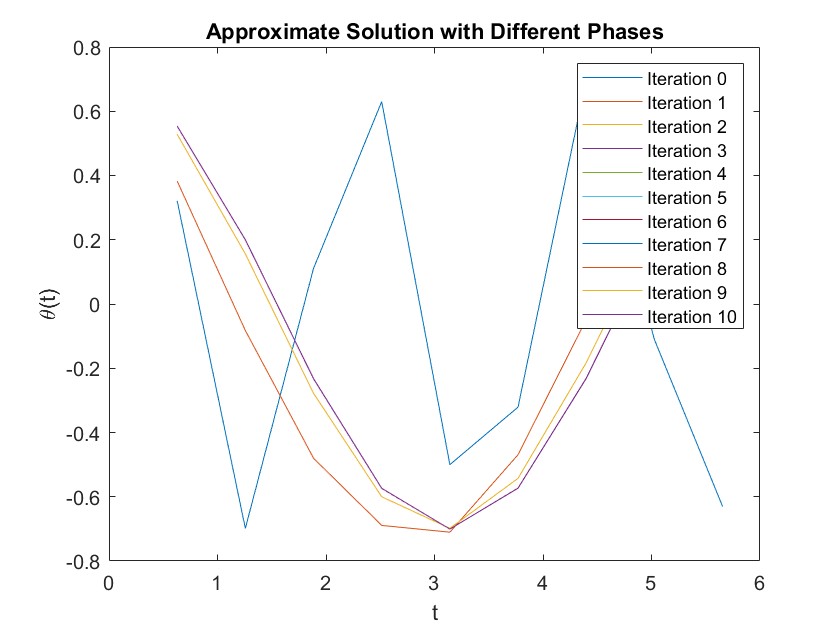 Approximate Solution with Different Phases
0.8
0.6
0.4
0.2
0
-0.2
-0.4
-0.6
-0.8
θ(t)
0 1 2 3 4 5 6
t
Iteration 0
Iteration 1
Iteration 2
Iteration 3
Iteration 4
Iteration 5
Iteration 6
Iteration 7
Iteration 8
Iteration 9
Iteration 10